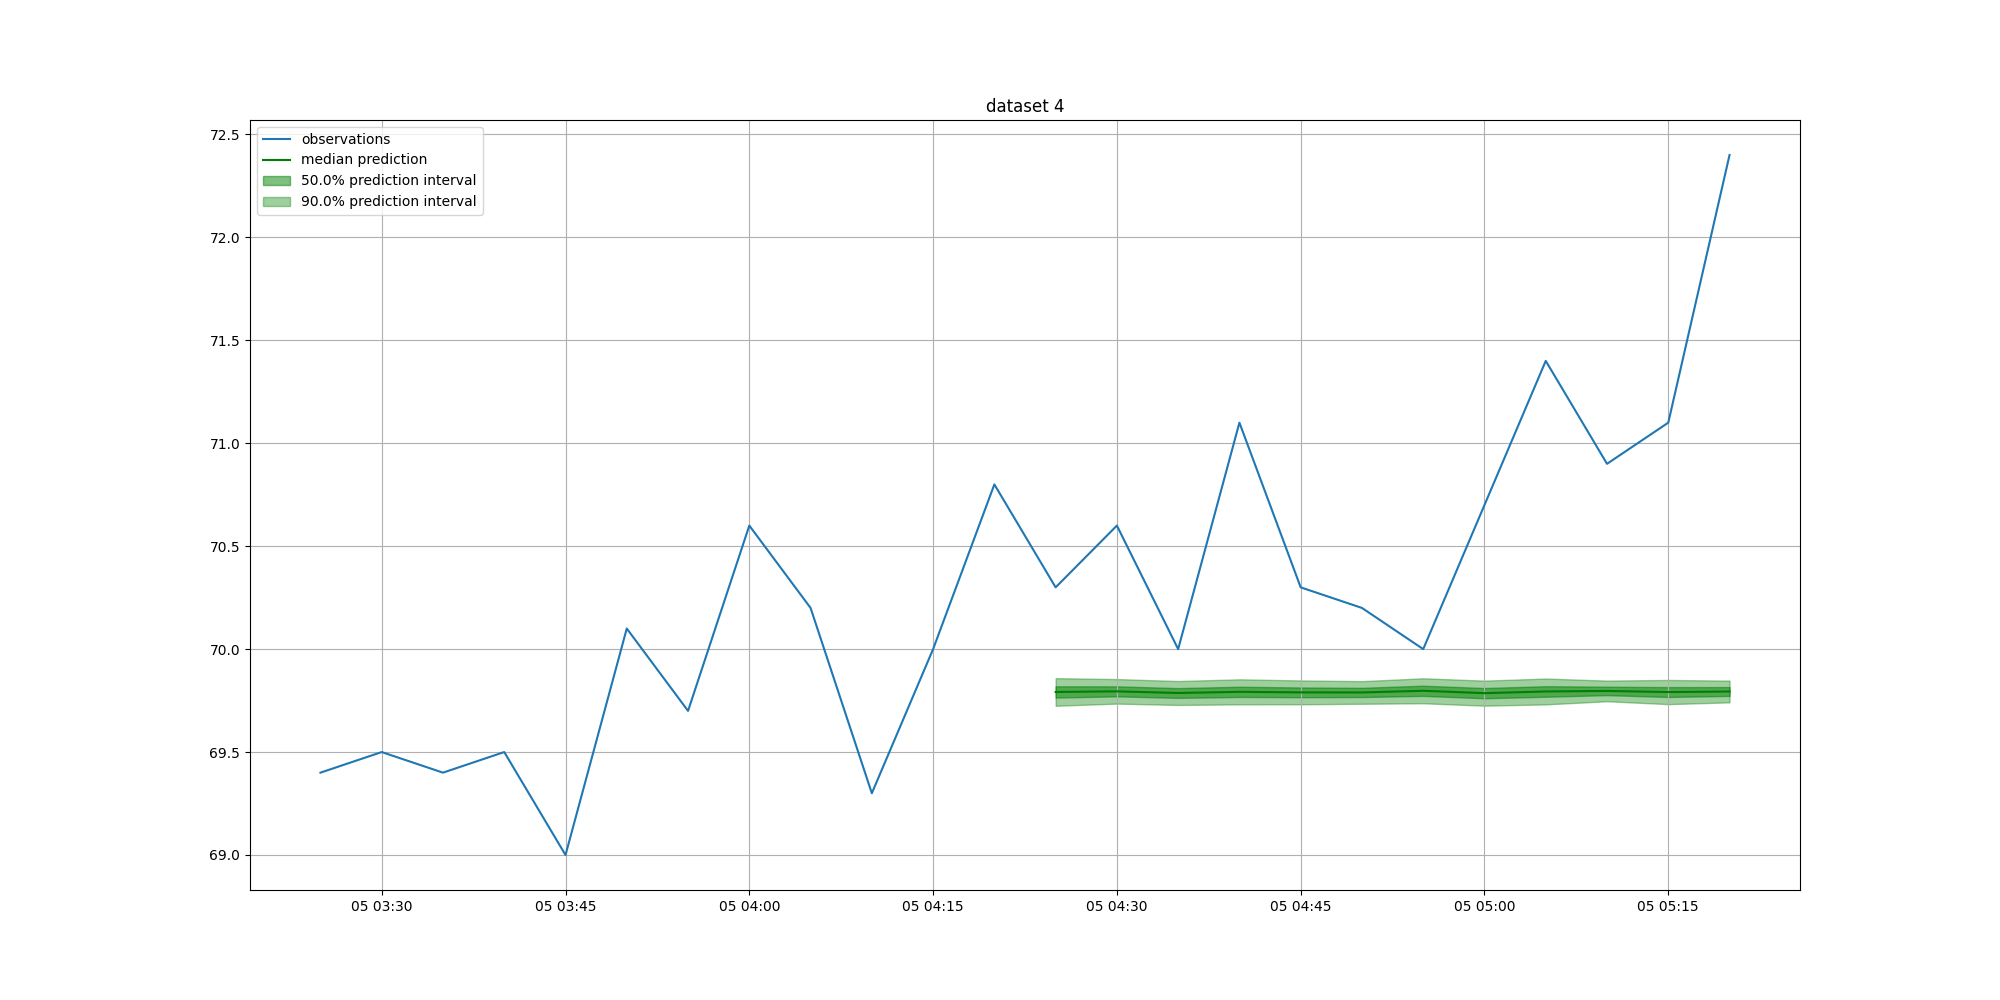 dataset 4
observations
median prediction
50.0% prediction interval
90.0% prediction interval
72.5
72.0
71.5
71.0
70.5
70.0
69.5
69.0
05 03:30 05 03:45 05 04:00 05 04:15 05 04:30 05 04:45 05 05:00 05 05:15